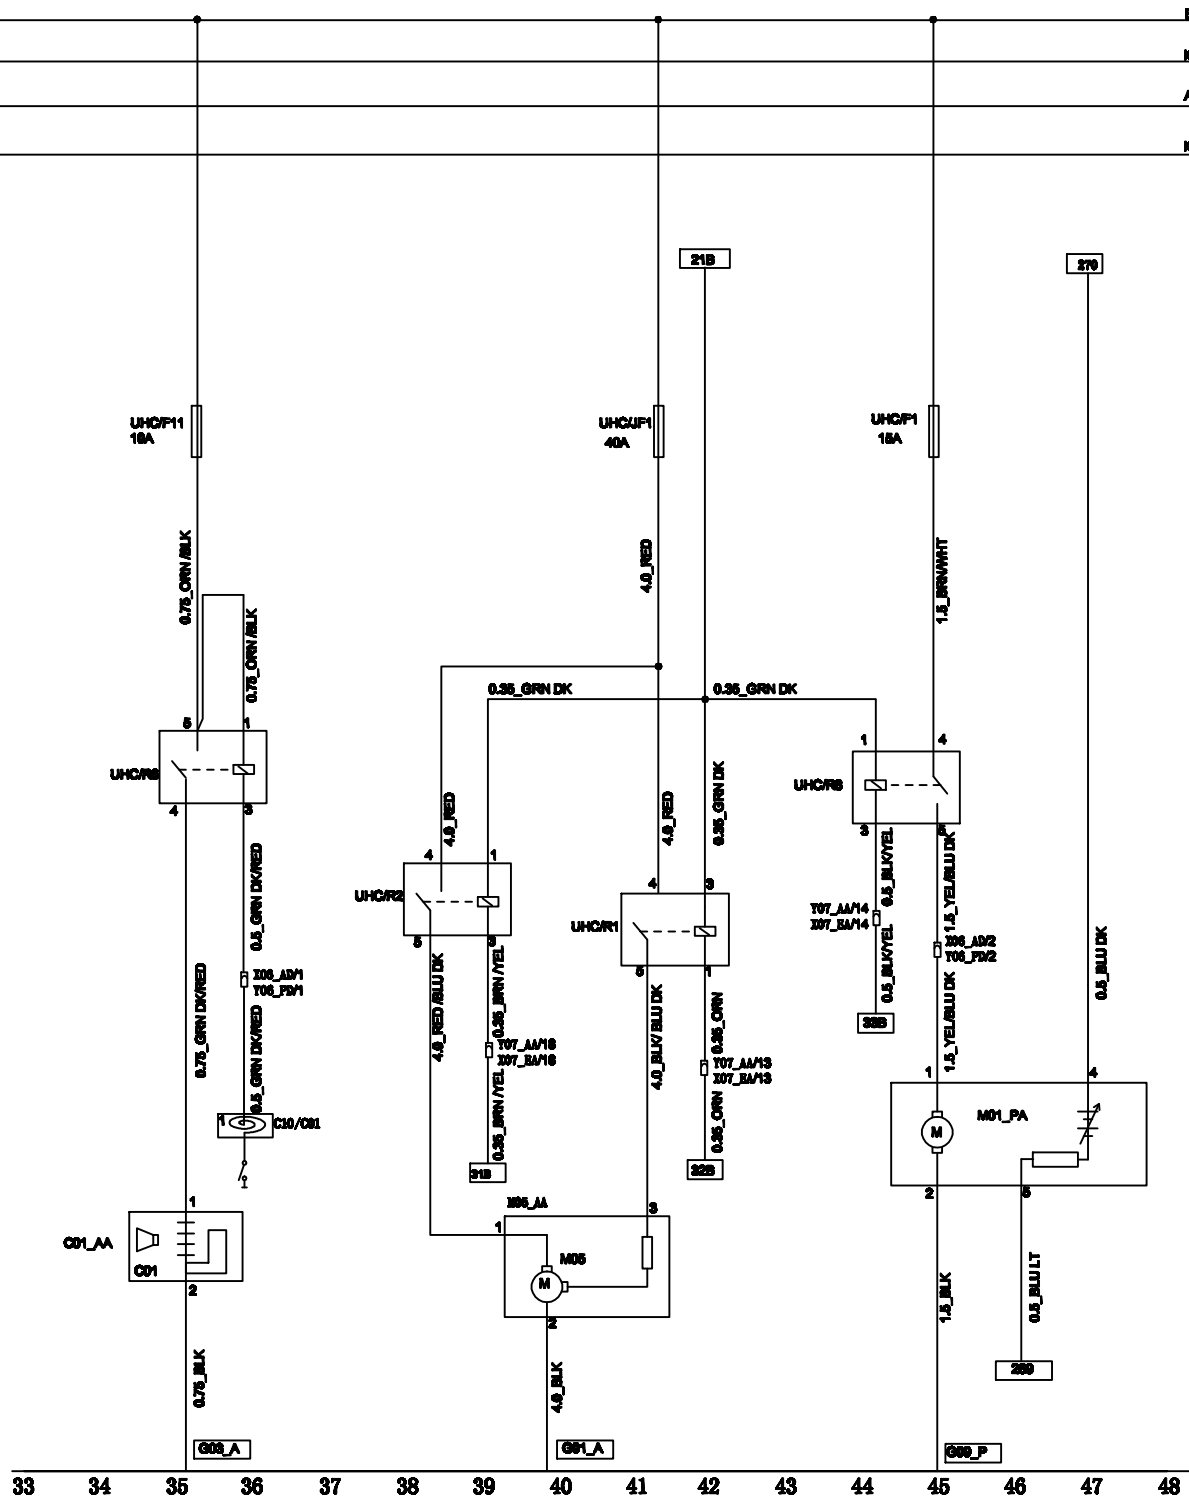 21B
270
UHC/F11
UHC/JF1
40A
UHC/F1
15A
0.75_ORN/BLK
4.0_RED
1.5_BRN/WHT
0.75_ORN/BLK
0.35_GRN DK
0.35_GRN DK
5
1
1
4
UHC/R1
4.0_RED
4.0_RED
0.35_GRN DK
4
3
3
5
4
1
4
3
UHC/R2
5
3
5
1
0.5_GRN DK/RED
0.5_BLK/YEL
1.5_YEL/BLU DK
Y07_AA/14
X07_EA/14
X06_AD/2
Y06_PD/2
X06_AD/1
Y06_PD/1
4.0_RED/BLU DK
0.35_BRN/YEL
4.0_BLK/BLU DK
0.35_ORN
0.5_BLK/YEL
0.5_BLU DK
33B
0.75_GRN DK/RED
0.5_GRN DK/RED
Y07_AA/16
X07_EA/16
Y07_AA/13
X07_EA/13
1.5_YEL/BLU DK
1
4
1
C10/C01
0.35_BRN/YEL
0.35_ORN
M
M01_PA
31B
32B
2
5
1
M05_AA
3
1
C01_AA
C01
M05
M
2
2
1.5_BLK
0.5_BLU LT
0.75_BLK
4.0_BLK
G03_A
G01_A
G09_P
33 34 35 36 37 38 39 40 41 42 43 44 45 46 47 48